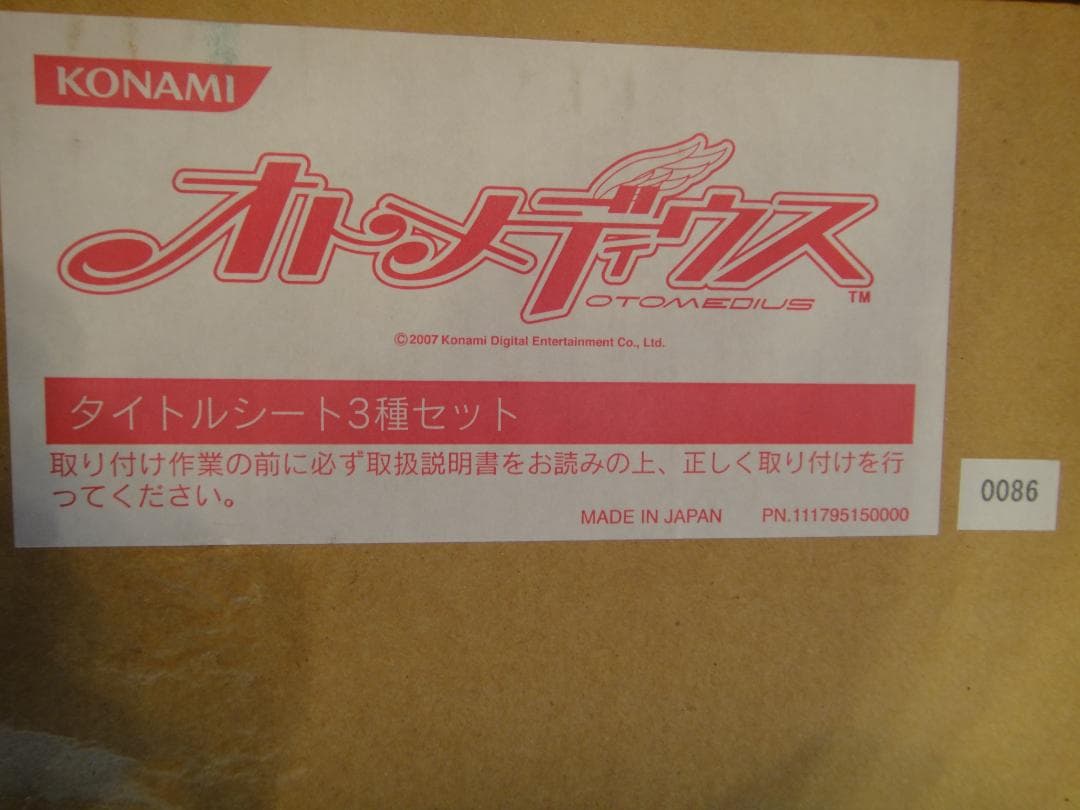 KONAMI
オトメディウス
OTOMEDIUS TM
©2007 Konami Digital Entertainment Co., Ltd.
タイトルシート3種セット
取り付け作業の前に必ず取扱説明書をお読みの上、正しく取り付けを行
ってください。
MADE IN JAPAN PN.111795150000
0086